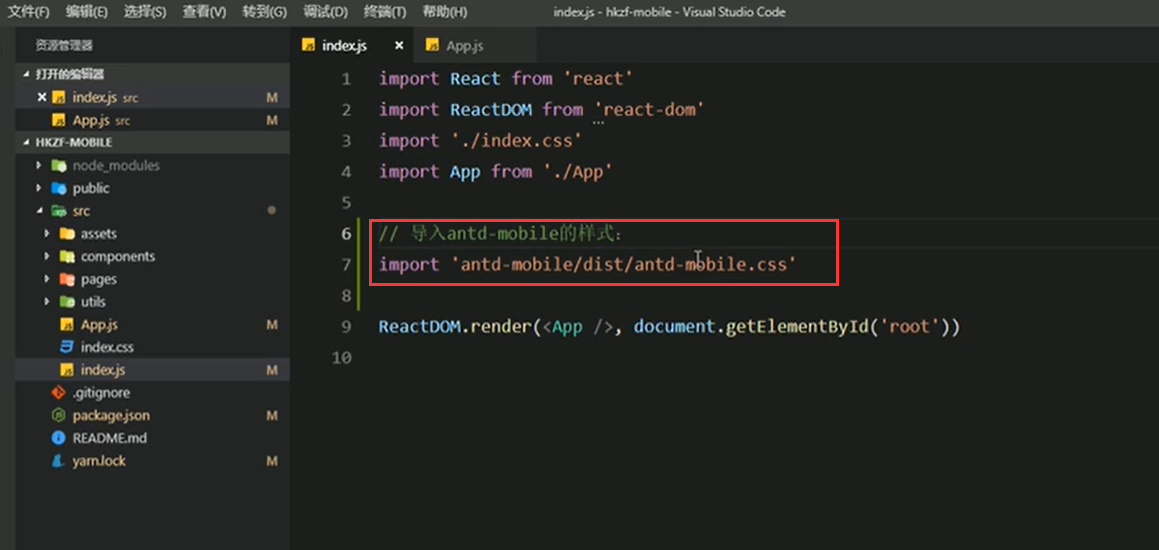 文件(F) 编辑(E) 选择(S) 查看(V) 转到(G) 调试(D) 终端(T) 帮助(H) index.js - hkzf-mobile - Visual Studio Code
资源管理器
打开的编辑器
index.js src M
App.js src M
HKZF-MOBILE
node_modules
public
src
assets
components
pages
utils
App.js M
index.css
index.js M
.gitignore
package.json M
README.md
yarn.lock M
index.js × App.js
1 import React from 'react'
2 import ReactDOM from 'react-dom'
3 import './index.css'
4 import App from './App'
5
6 // 导入antd-mobile的样式：
7 import 'antd-mobile/dist/antd-mobile.css'
8
9 ReactDOM.render(<App />, document.getElementById('root'))
10